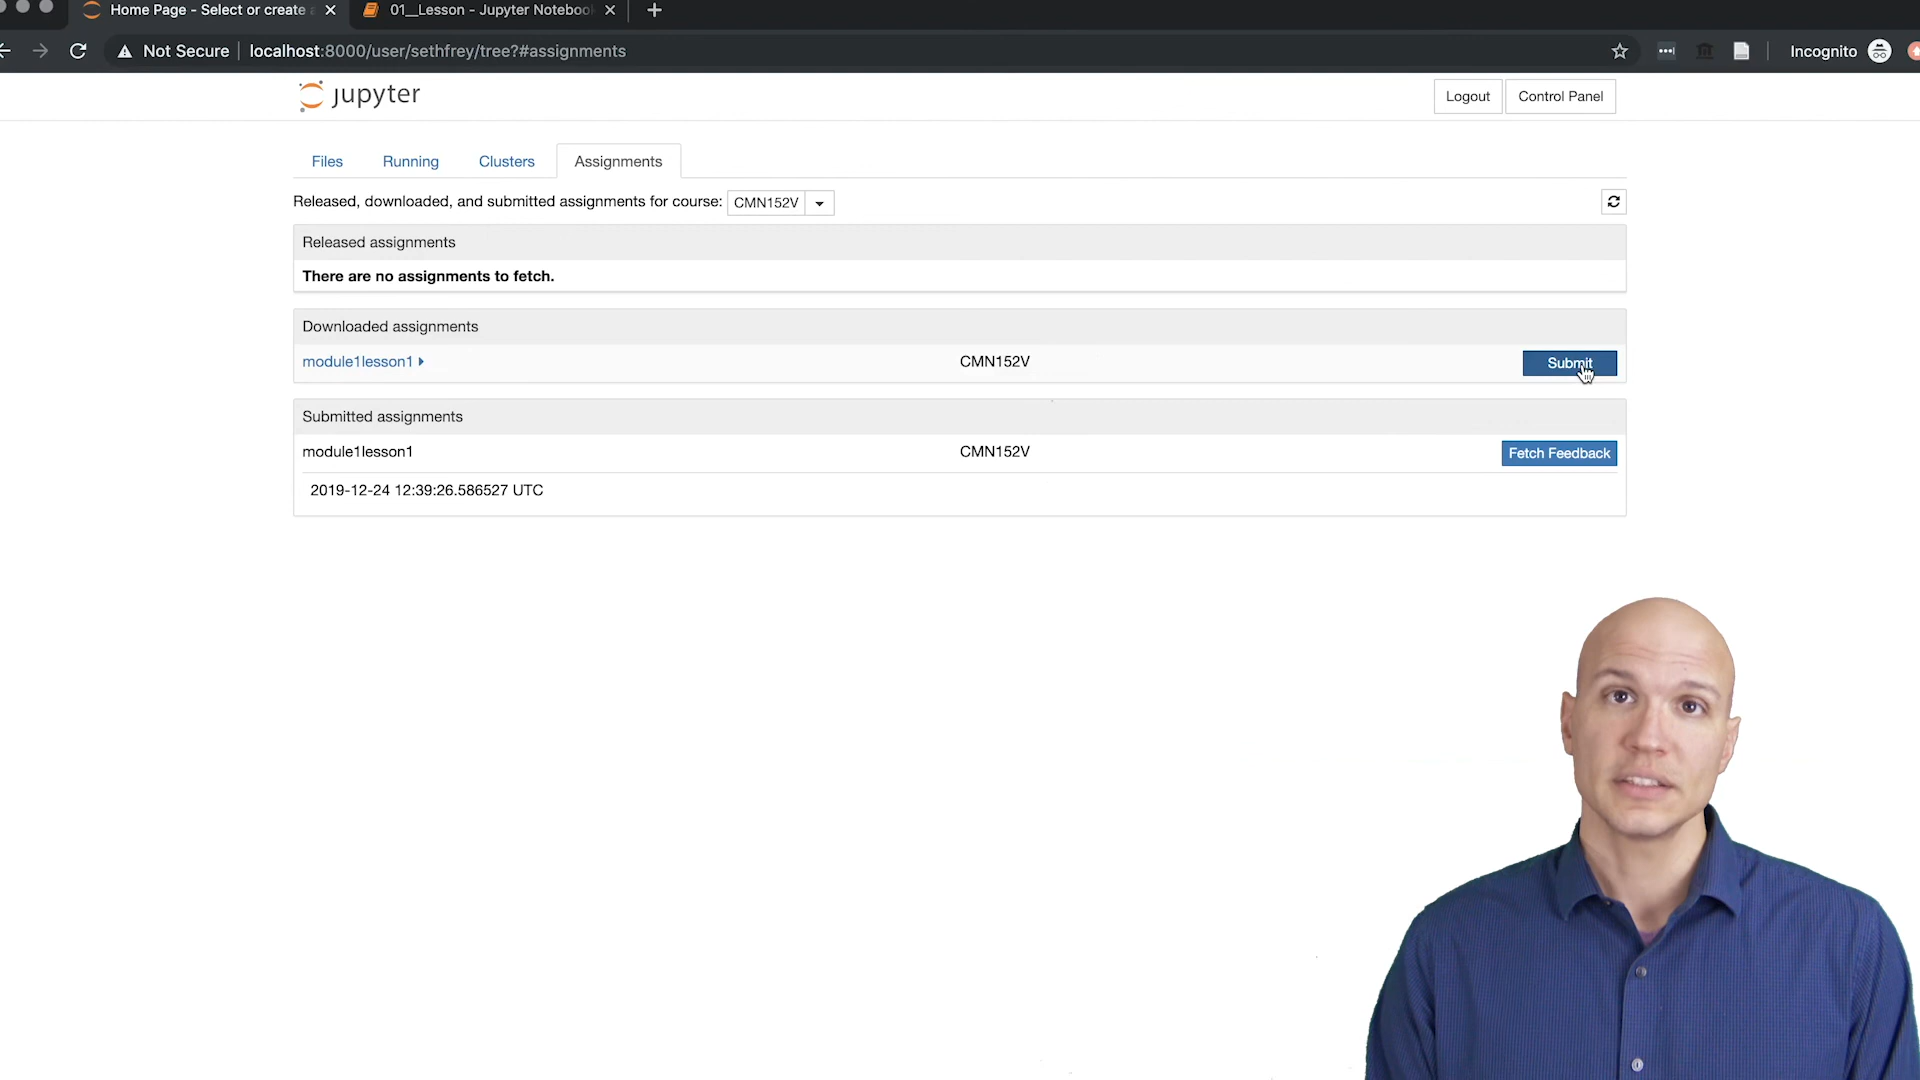 Home Page - Select or create a
01__Lesson - Jupyter Noteboo
Not Secure
localhost:8000/user/sethfrey/tree?#assignments
Incognito
jupyter
Logout
Control Panel
Files
Running
Clusters
Assignments
Released, downloaded, and submitted assignments for course:
CMN152V
Released assignments
There are no assignments to fetch.
Downloaded assignments
module1lesson1
CMN152V
Submit
Submitted assignments
module1lesson1
CMN152V
Fetch Feedback
2019-12-24 12:39:26.586527 UTC